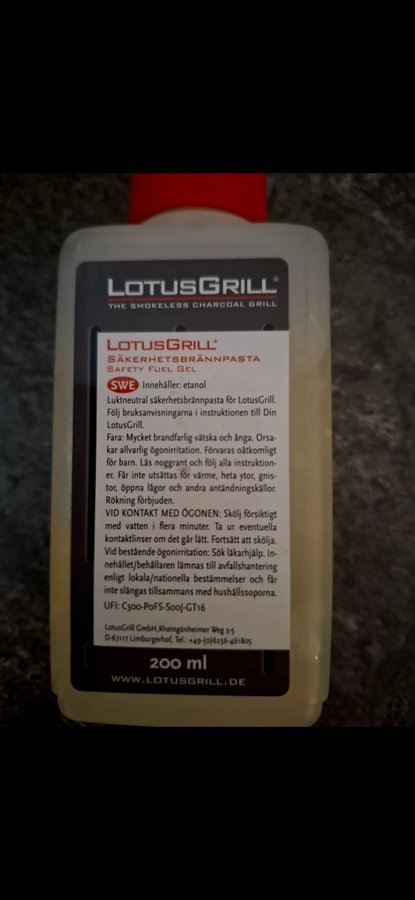 LOTUSGRILL®
THE SMOKELESS CHARCOAL GRILL
LOTUSGRILL®
SÄKERHETSBRÄNNPASTA
SAFETY FUEL GEL
SWE Innehåller: etanol
Luktneutral säkerhetsbrännpasta för LotusGrill.
Följ bruksanvisningarna i instruktionen till Din
LotusGrill.
Fara: Mycket brandfarlig vätska och ånga. Orsa-
kar allvarlig ögonirritation. Förvaras oåtkomligt
för barn. Läs noggrant och följ alla instruktion-
er. Får inte utsättas för värme, heta ytor, gnis-
tor, öppna lågor och andra antändningskällor.
Rökning förbjuden.
VID KONTAKT MED ÖGONEN: Skölj försiktigt
med vatten i flera minuter. Ta ur eventuella
kontaktlinser om det går lätt. Fortsätt att skölja.
Vid bestående ögonirritation: Sök läkarhjälp. In-
nehållet/behållaren lämnas till avfallshantering
enligt lokala/nationella bestämmelser och får
inte slängas tillsammans med hushållssoporna.
UFI: C300-P0FS-S00J-GT16
LotusGrill GmbH,Rheingönheimer Weg 3-5
D-67117 Limburgerhof, Tel.: +49-(0)6236-461805
200 ml
WWW.LOTUSGRILL.DE